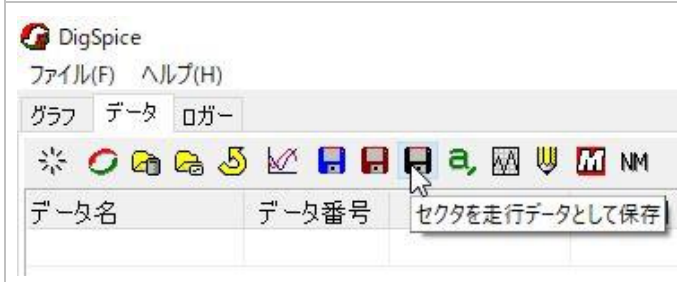 DigSpice
ファイル(F) ヘルプ(H)
グラフ データ ロガー
a, M NM
データ名 データ番号 セクタを走行データとして保存